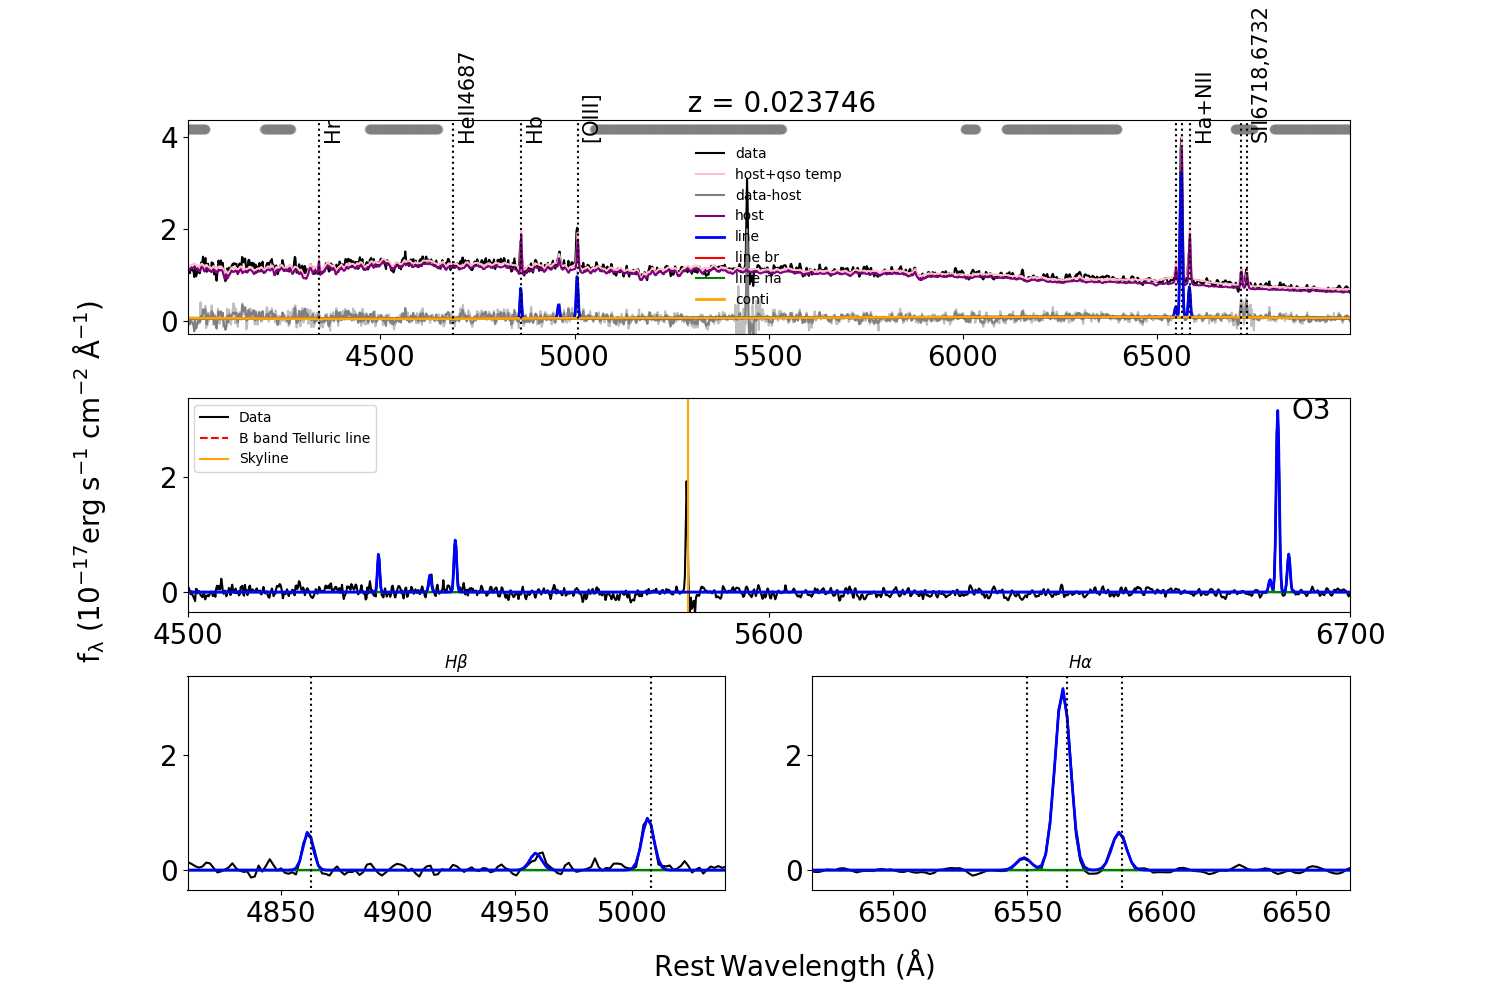 z = 0.023746
Hr
HeII4687
Hb
[OIII]
Ha+NII
SII6718,6732
4
2
0
data
host+qso temp
data-host
host
line
line br
line na
conti
4500
5000
5500
6000
6500
fλ (10⁻¹⁷erg s⁻¹ cm⁻² Å⁻¹)
2
0
Data
B band Telluric line
Skyline
O3
4500
5600
6700
Hβ
2
0
4850
4900
4950
5000
Hα
2
0
6500
6550
6600
6650
Rest Wavelength (Å)